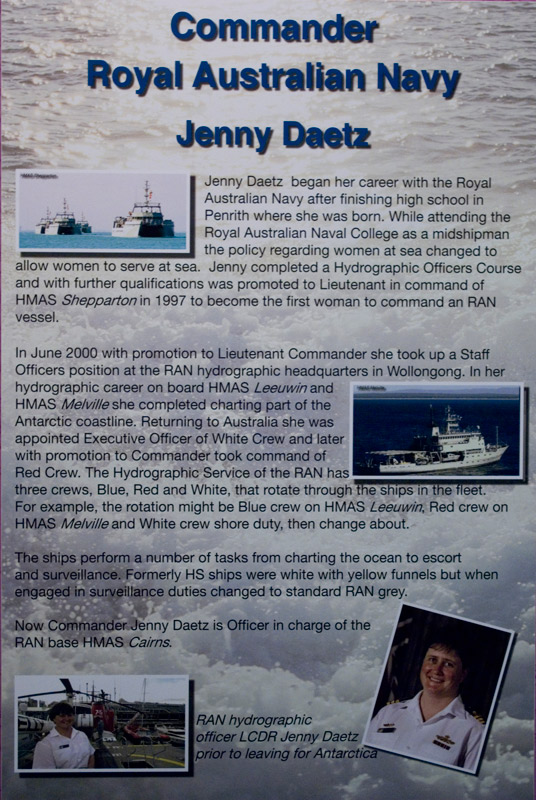 Commander
Royal Australian Navy
Jenny Daetz
Jenny Daetz began her career with the Royal
Australian Navy after finishing high school in
Penrith where she was born. While attending the
Royal Australian Naval College as a midshipman
the policy regarding women at sea changed to
allow women to serve at sea. Jenny completed a Hydrographic Officers Course
and with further qualifications was promoted to Lieutenant in command of
HMAS Shepparton in 1997 to become the first woman to command an RAN
vessel.
In June 2000 with promotion to Lieutenant Commander she took up a Staff
Officers position at the RAN hydrographic headquarters in Wollongong. In her
hydrographic career on board HMAS Leeuwin and
HMAS Melville she completed charting part of the
Antarctic coastline. Returning to Australia she was
appointed Executive Officer of White Crew and later
with promotion to Commander took command of
Red Crew. The Hydrographic Service of the RAN has
three crews, Blue, Red and White, that rotate through the ships in the fleet.
For example, the rotation might be Blue crew on HMAS Leeuwin, Red crew on
HMAS Melville and White crew shore duty, then change about.
The ships perform a number of tasks from charting the ocean to escort
and surveillance. Formerly HS ships were white with yellow funnels but when
engaged in surveillance duties changed to standard RAN grey.
Now Commander Jenny Daetz is Officer in charge of the
RAN base HMAS Cairns.
RAN hydrographic
officer LCDR Jenny Daetz
prior to leaving for Antarctica